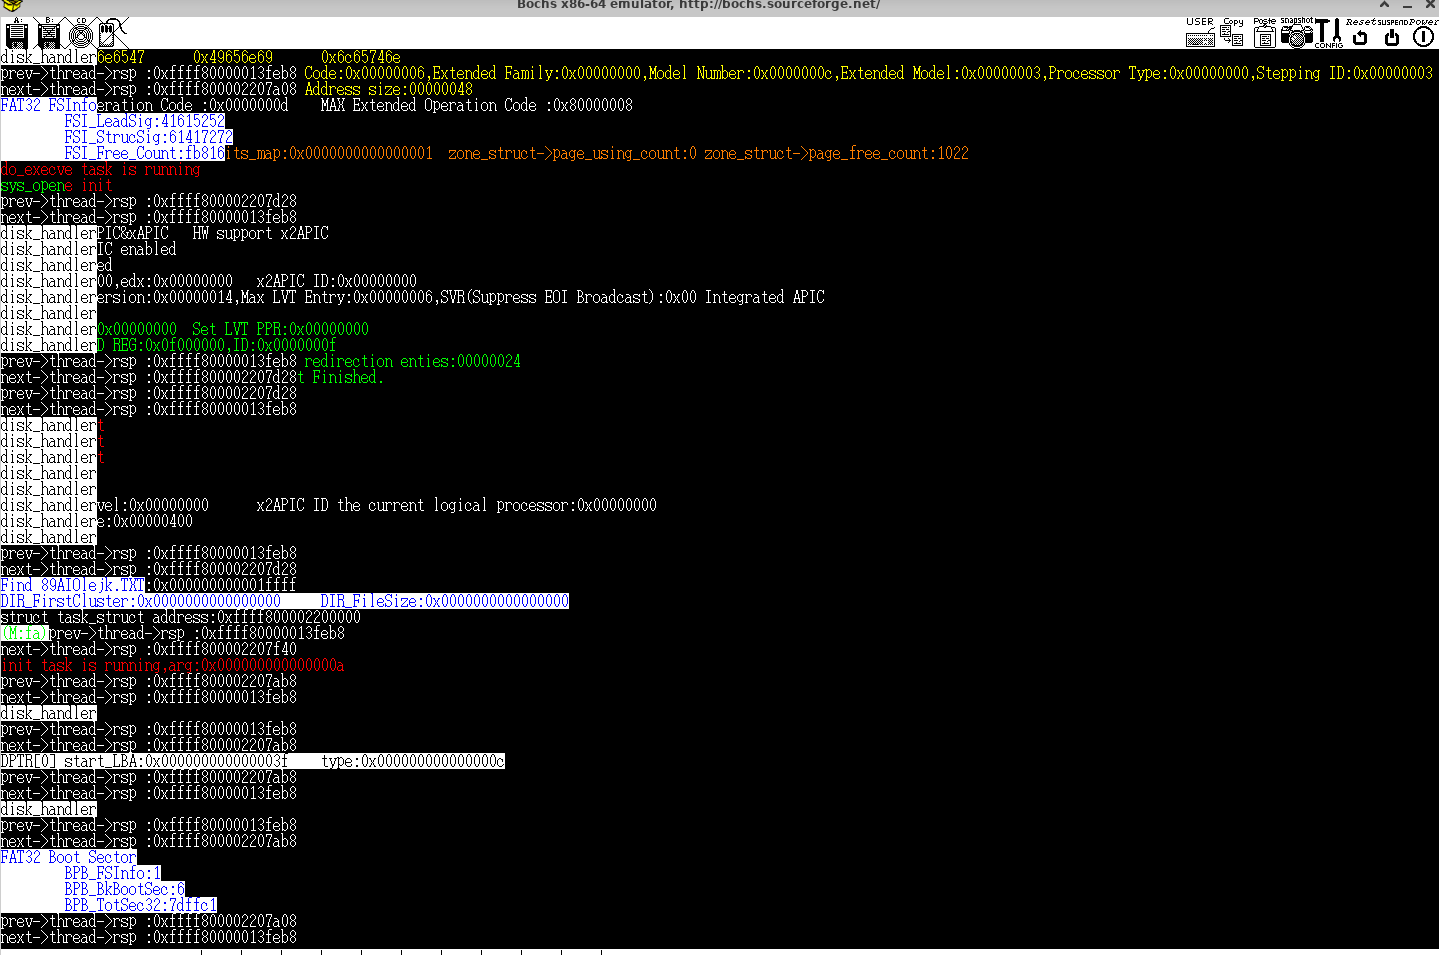 Bochs x86-64 emulator, http://bochs.sourceforge.net/
A: B: CD USER Copy Paste snapshot CONFIG Reset SUSPEND Power
disk_handler6e6547 0x49656e69 0x6c65746e
prev->thread->rsp :0xffff80000013feb8 Code:0x00000006,Extended Family:0x00000000,Model Number:0x0000000c,Extended Model:0x00000003,Processor Type:0x00000000,Stepping ID:0x00000003
next->thread->rsp :0xffff800002207a08 Address size:00000048
FAT32 FSInfoeration Code :0x0000000d MAX Extended Operation Code :0x80000008
FSI_LeadSig:41615252
FSI_StrucSig:61417272
FSI_Free_Count:fb816its_map:0x0000000000000001 zone_struct->page_using_count:0 zone_struct->page_free_count:1022
do_execve task is running
sys_opene init
prev->thread->rsp :0xffff800002207d28
next->thread->rsp :0xffff80000013feb8
disk_handlerPIC&xAPIC HW support x2APIC
disk_handlerIC enabled
disk_handlered
disk_handler00,edx:0x00000000 x2APIC ID:0x00000000
disk_handlerersion:0x00000014,Max LVT Entry:0x00000006,SVR(Suppress EOI Broadcast):0x00 Integrated APIC
disk_handler
disk_handler0x00000000 Set LVT PPR:0x00000000
disk_handlerD REG:0x0f000000,ID:0x0000000f
prev->thread->rsp :0xffff80000013feb8 redirection enties:00000024
next->thread->rsp :0xffff800002207d28t Finished.
prev->thread->rsp :0xffff800002207d28
next->thread->rsp :0xffff80000013feb8
disk_handlert
disk_handlert
disk_handlert
disk_handler
disk_handler
disk_handlervel:0x00000000 x2APIC ID the current logical processor:0x00000000
disk_handlere:0x00000400
disk_handler
prev->thread->rsp :0xffff80000013feb8
next->thread->rsp :0xffff800002207d28
Find 89AIOlejk.TXT:0x000000000001ffff
DIR_FirstCluster:0x0000000000000000 DIR_FileSize:0x0000000000000000
struct task_struct address:0xffff800002200000
(M:fa)prev->thread->rsp :0xffff80000013feb8
next->thread->rsp :0xffff800002207f40
init task is running,arg:0x000000000000000a
prev->thread->rsp :0xffff800002207ab8
next->thread->rsp :0xffff80000013feb8
disk_handler
prev->thread->rsp :0xffff80000013feb8
next->thread->rsp :0xffff800002207ab8
DPTR[0] start_LBA:0x000000000000003f type:0x000000000000000c
prev->thread->rsp :0xffff800002207ab8
next->thread->rsp :0xffff80000013feb8
disk_handler
prev->thread->rsp :0xffff80000013feb8
next->thread->rsp :0xffff800002207ab8
FAT32 Boot Sector
BPB_FSInfo:1
BPB_BkBootSec:6
BPB_TotSec32:7dffc1
prev->thread->rsp :0xffff800002207a08
next->thread->rsp :0xffff80000013feb8